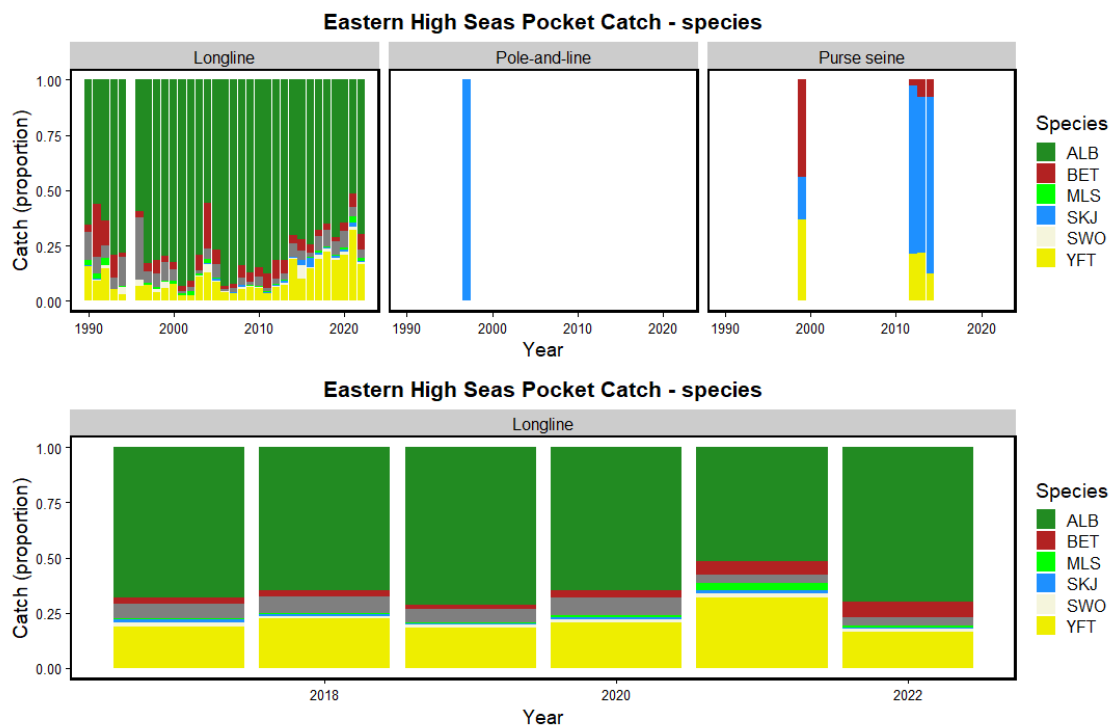 Eastern High Seas Pocket Catch - species
Longline
Pole-and-line
Purse seine
Catch (proportion)
1.00
0.75
0.50
0.25
0.00
1990 2000 2010 2020
1990 2000 2010 2020
1990 2000 2010 2020
Year
Species
ALB
BET
MLS
SKJ
SWO
YFT
Eastern High Seas Pocket Catch - species
Longline
Catch (proportion)
1.00
0.75
0.50
0.25
0.00
2018 2020 2022
Year
Species
ALB
BET
MLS
SKJ
SWO
YFT